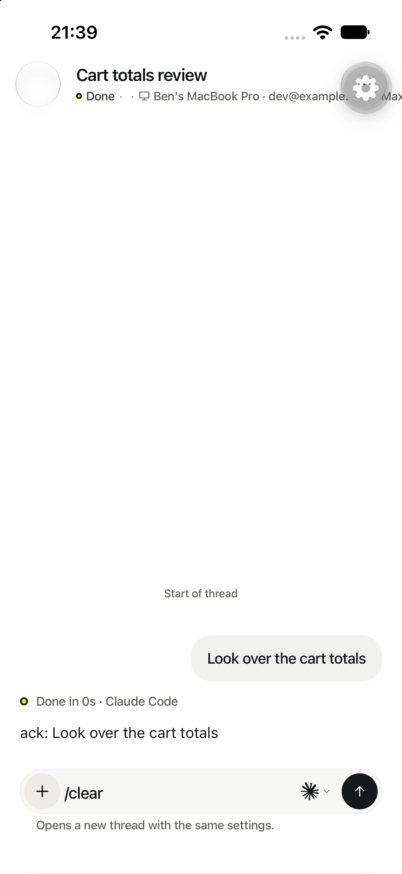 21:39
Cart totals review
Done · · Ben's MacBook Pro · dev@example. Max
Start of thread
Look over the cart totals
Done in 0s · Claude Code
ack: Look over the cart totals
/clear
Opens a new thread with the same settings.